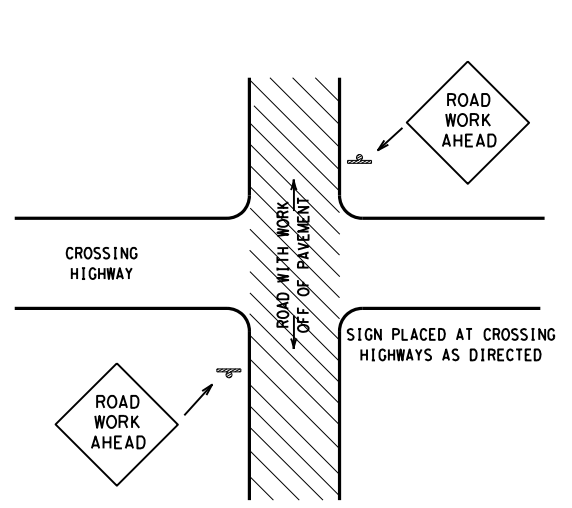 ROAD
WORK
AHEAD
ROAD WITH WORK
OFF OF PAVEMENT
CROSSING
HIGHWAY
SIGN PLACED AT CROSSING
HIGHWAYS AS DIRECTED
ROAD
WORK
AHEAD